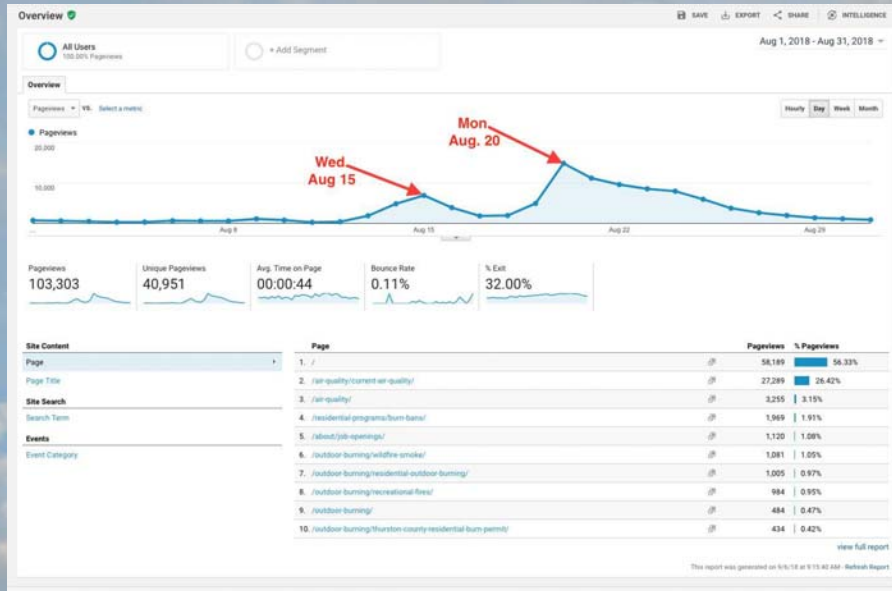 Overview
SAVE EXPORT SHARE INTELLIGENCE
All Users
100.00% Pageviews
+ Add Segment
Aug 1, 2018 - Aug 31, 2018
Overview
Pageviews VS. Select a metric
Hourly Day Week Month
Pageviews
20,000
10,000
Wed.
Aug 15
Mon.
Aug. 20
... Aug 8 Aug 15 Aug 22 Aug 29
Pageviews
103,303
Unique Pageviews
40,951
Avg. Time on Page
00:00:44
Bounce Rate
0.11%
% Exit
32.00%
Site Content
Page
Page Title
Site Search
Search Term
Events
Event Category
Page Pageviews % Pageviews
1. / 58,189 56.33%
2. /air-quality/current-air-quality/ 27,289 26.42%
3. /air-quality/ 3,255 3.15%
4. /residential-programs/burn-bans/ 1,969 1.91%
5. /about/job-openings/ 1,120 1.08%
6. /outdoor-burning/wildfire-smoke/ 1,081 1.05%
7. /outdoor-burning/residential-outdoor-burning/ 1,005 0.97%
8. /outdoor-burning/recreational-fires/ 984 0.95%
9. /outdoor-burning/ 484 0.47%
10. /outdoor-burning/thurston-county-residential-burn-permit/ 434 0.42%
view full report
This report was generated on 9/6/18 at 9:15:40 AM - Refresh Report